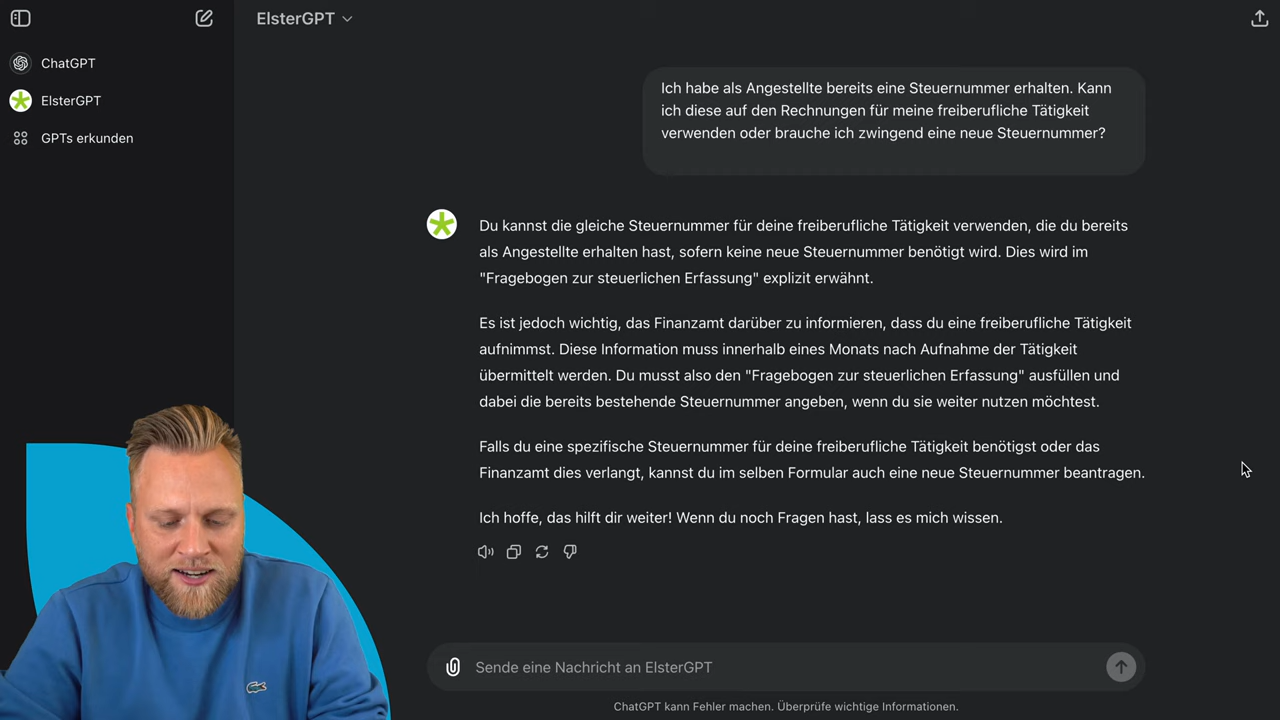 ElsterGPT
ChatGPT
ElsterGPT
GPTs erkunden
Ich habe als Angestellte bereits eine Steuernummer erhalten. Kann
ich diese auf den Rechnungen für meine freiberufliche Tätigkeit
verwenden oder brauche ich zwingend eine neue Steuernummer?
Du kannst die gleiche Steuernummer für deine freiberufliche Tätigkeit verwenden, die du bereits
als Angestellte erhalten hast, sofern keine neue Steuernummer benötigt wird. Dies wird im
"Fragebogen zur steuerlichen Erfassung" explizit erwähnt.
Es ist jedoch wichtig, das Finanzamt darüber zu informieren, dass du eine freiberufliche Tätigkeit
aufnimmst. Diese Information muss innerhalb eines Monats nach Aufnahme der Tätigkeit
übermittelt werden. Du musst also den "Fragebogen zur steuerlichen Erfassung" ausfüllen und
dabei die bereits bestehende Steuernummer angeben, wenn du sie weiter nutzen möchtest.
Falls du eine spezifische Steuernummer für deine freiberufliche Tätigkeit benötigst oder das
Finanzamt dies verlangt, kannst du im selben Formular auch eine neue Steuernummer beantragen.
Ich hoffe, das hilft dir weiter! Wenn du noch Fragen hast, lass es mich wissen.
Sende eine Nachricht an ElsterGPT
ChatGPT kann Fehler machen. Überprüfe wichtige Informationen.